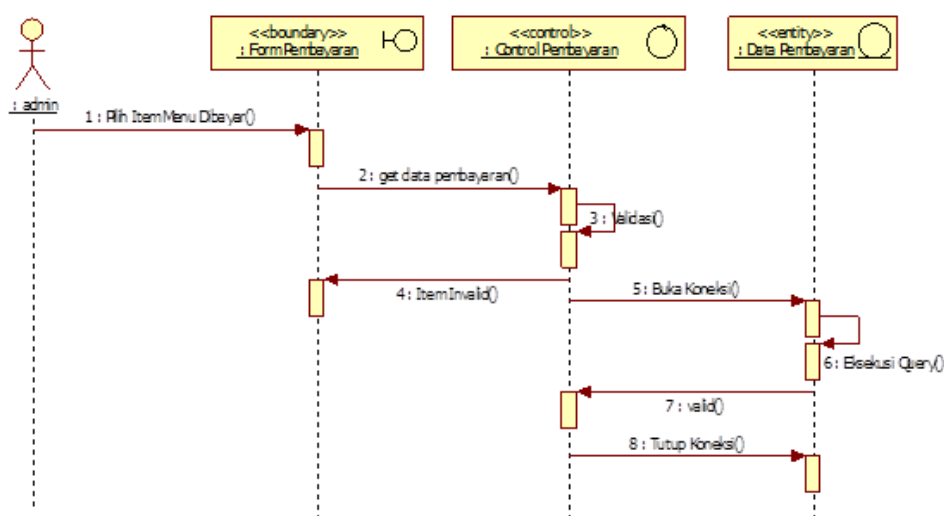 <<boundary>>
: Form Pembayaran
<<control>>
: Control Pembayaran
<<entity>>
: Data Pembayaran
: admin
1 : Pilih Item Menu Dibayar()
2 : get data pembayaran()
3 : Validasi()
4 : Item Invalid()
5 : Buka Koneksi()
6 : Eksekusi Query()
7 : valid()
8 : Tutup Koneksi()